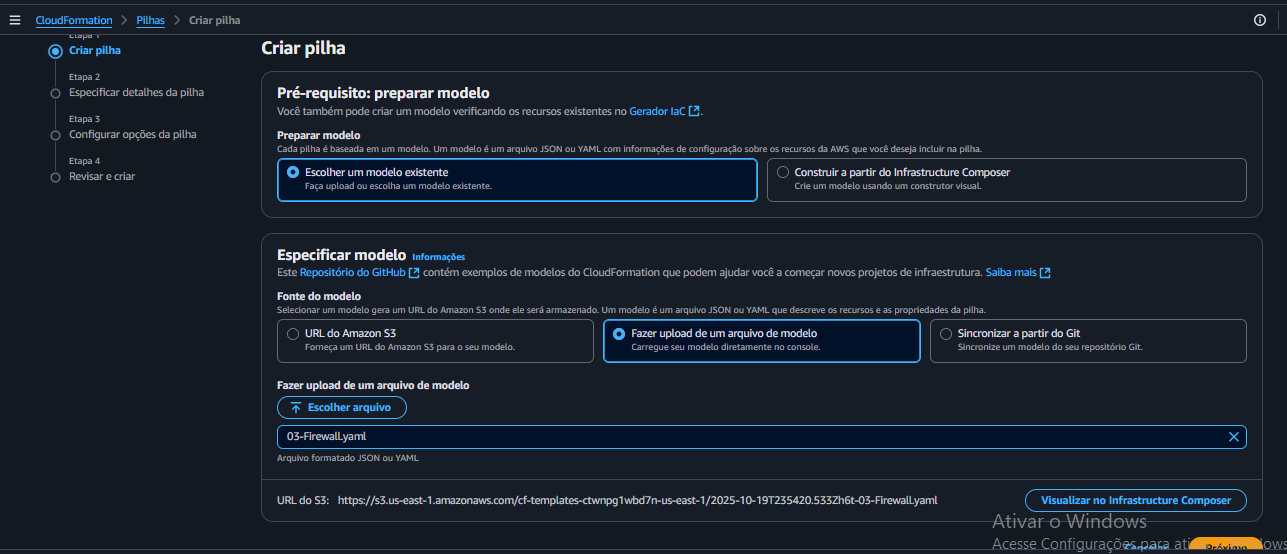 CloudFormation > Pilhas > Criar pilha
Etapa 1
Criar pilha
Etapa 2
Especificar detalhes da pilha
Etapa 3
Configurar opções da pilha
Etapa 4
Revisar e criar
Criar pilha
Pré-requisito: preparar modelo
Você também pode criar um modelo verificando os recursos existentes no Gerador IaC.
Preparar modelo
Cada pilha é baseada em um modelo. Um modelo é um arquivo JSON ou YAML com informações de configuração sobre os recursos da AWS que você deseja incluir na pilha.
Escolher um modelo existente
Faça upload ou escolha um modelo existente.
Construir a partir do Infrastructure Composer
Crie um modelo usando um construtor visual.
Especificar modelo Informações
Este Repositório do GitHub contém exemplos de modelos do CloudFormation que podem ajudar você a começar novos projetos de infraestrutura. Saiba mais
Fonte do modelo
Selecionar um modelo gera um URL do Amazon S3 onde ele será armazenado. Um modelo é um arquivo JSON ou YAML que descreve os recursos e as propriedades da pilha.
URL do Amazon S3
Forneça um URL do Amazon S3 para o seu modelo.
Fazer upload de um arquivo de modelo
Carregue seu modelo diretamente no console.
Sincronizar a partir do Git
Sincronize um modelo do seu repositório Git.
Fazer upload de um arquivo de modelo
Escolher arquivo
03-Firewall.yaml
Arquivo formatado JSON ou YAML
URL do S3: https://s3.us-east-1.amazonaws.com/cf-templates-ctwnpg1wbd7n-us-east-1/2025-10-19T235420.533Zh6t-03-Firewall.yaml
Visualizar no Infrastructure Composer
Ativar o Windows
Acesse Configurações para ati Windows
Cancelar
Próximo